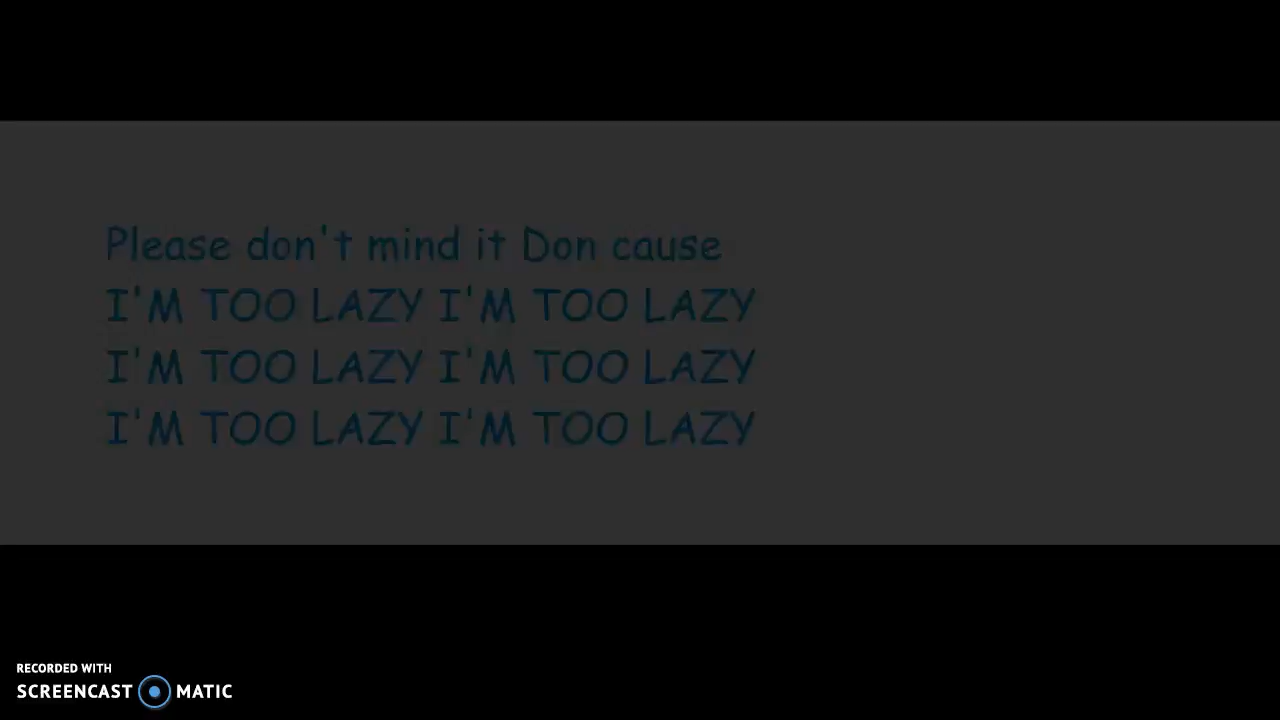 Please don't mind it Don cause
I'M TOO LAZY I'M TOO LAZY
I'M TOO LAZY I'M TOO LAZY
I'M TOO LAZY I'M TOO LAZY
RECORDED WITH
SCREENCAST MATIC